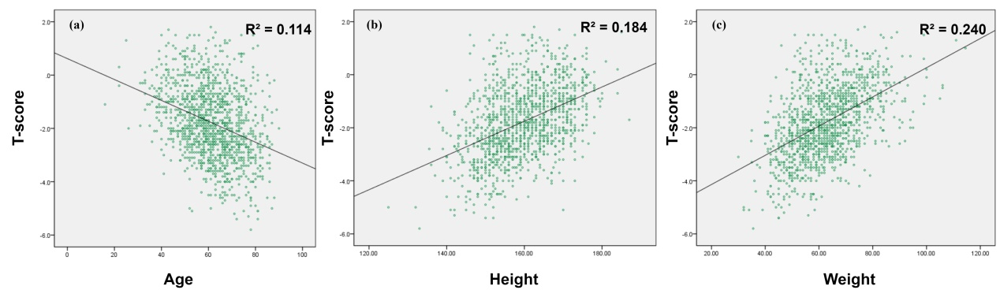 (a)
R² = 0.114
2.0
.0
-2.0
-4.0
-6.0
T-score
0
20
40
60
80
100
Age
(b)
R² = 0.184
2.0
.0
-2.0
-4.0
-6.0
T-score
120.00
140.00
160.00
180.00
Height
(c)
R² = 0.240
2.0
.0
-2.0
-4.0
-6.0
T-score
20.00
40.00
60.00
80.00
100.00
120.00
Weight